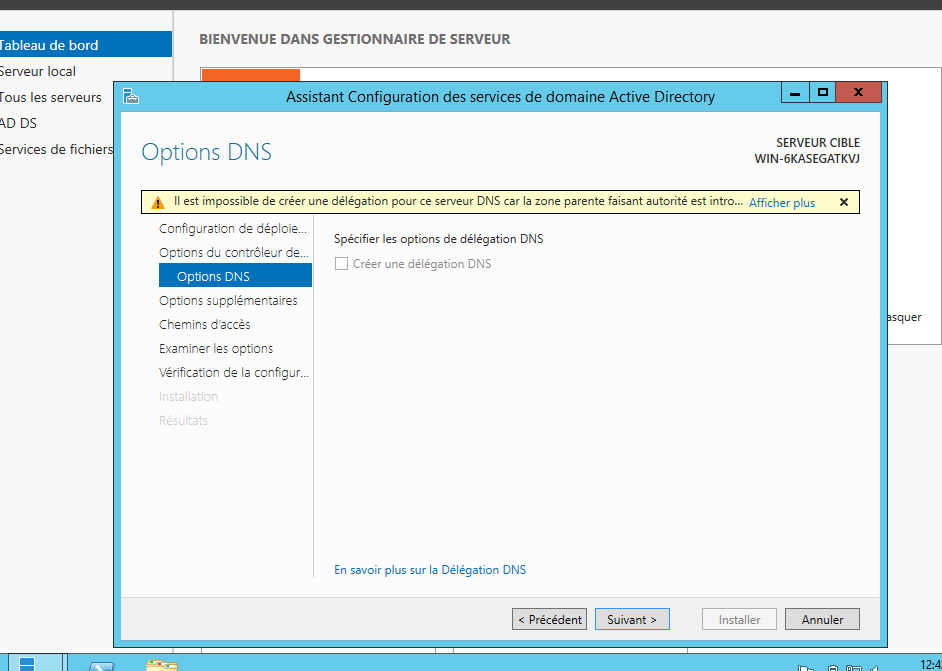 Tableau de bord
Serveur local
Tous les serveurs
AD DS
Services de fichiers
BIENVENUE DANS GESTIONNAIRE DE SERVEUR
Assistant Configuration des services de domaine Active Directory
Options DNS
SERVEUR CIBLE
WIN-6KASEGATKVJ
Il est impossible de créer une délégation pour ce serveur DNS car la zone parente faisant autorité est intro... Afficher plus
Configuration de déploie...
Options du contrôleur de...
Options DNS
Options supplémentaires
Chemins d'accès
Examiner les options
Vérification de la configur...
Installation
Résultats
Spécifier les options de délégation DNS
Créer une délégation DNS
En savoir plus sur la Délégation DNS
asquer
< Précédent
Suivant >
Installer
Annuler
12:4